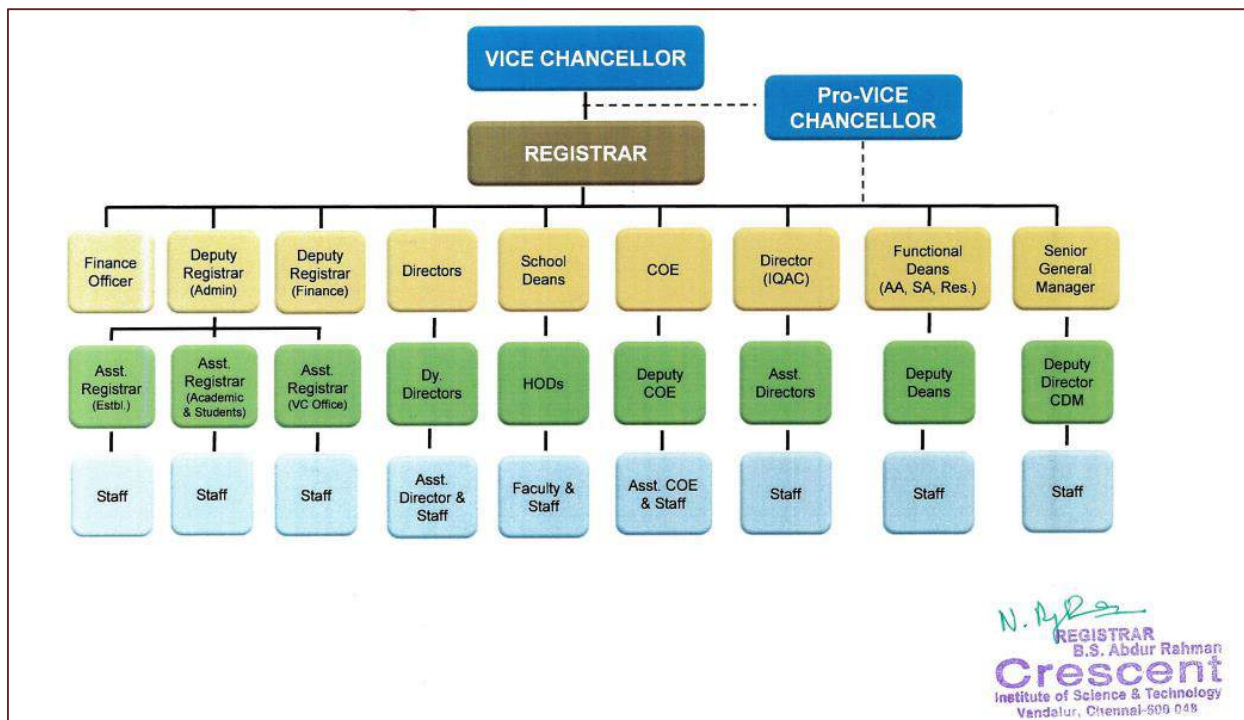 VICE CHANCELLOR
Pro-VICE
CHANCELLOR
REGISTRAR
Finance
Officer
Deputy
Registrar
(Admin)
Deputy
Registrar
(Finance)
Directors
School
Deans
COE
Director
(IQAC)
Functional
Deans
(AA, SA, Res.)
Senior
General
Manager
Asst.
Registrar
(Estbl.)
Asst.
Registrar
(Academic
& Students)
Asst.
Registrar
(VC Office)
Dy.
Directors
HODs
Deputy
COE
Asst.
Directors
Deputy
Deans
Deputy
Director
CDM
Staff
Staff
Staff
Asst.
Director &
Staff
Faculty &
Staff
Asst. COE
& Staff
Staff
Staff
Staff
REGISTRAR
B.S. Abdur Rahman
Crescent
Institute of Science & Technology
Vandalur, Chennai-600 048